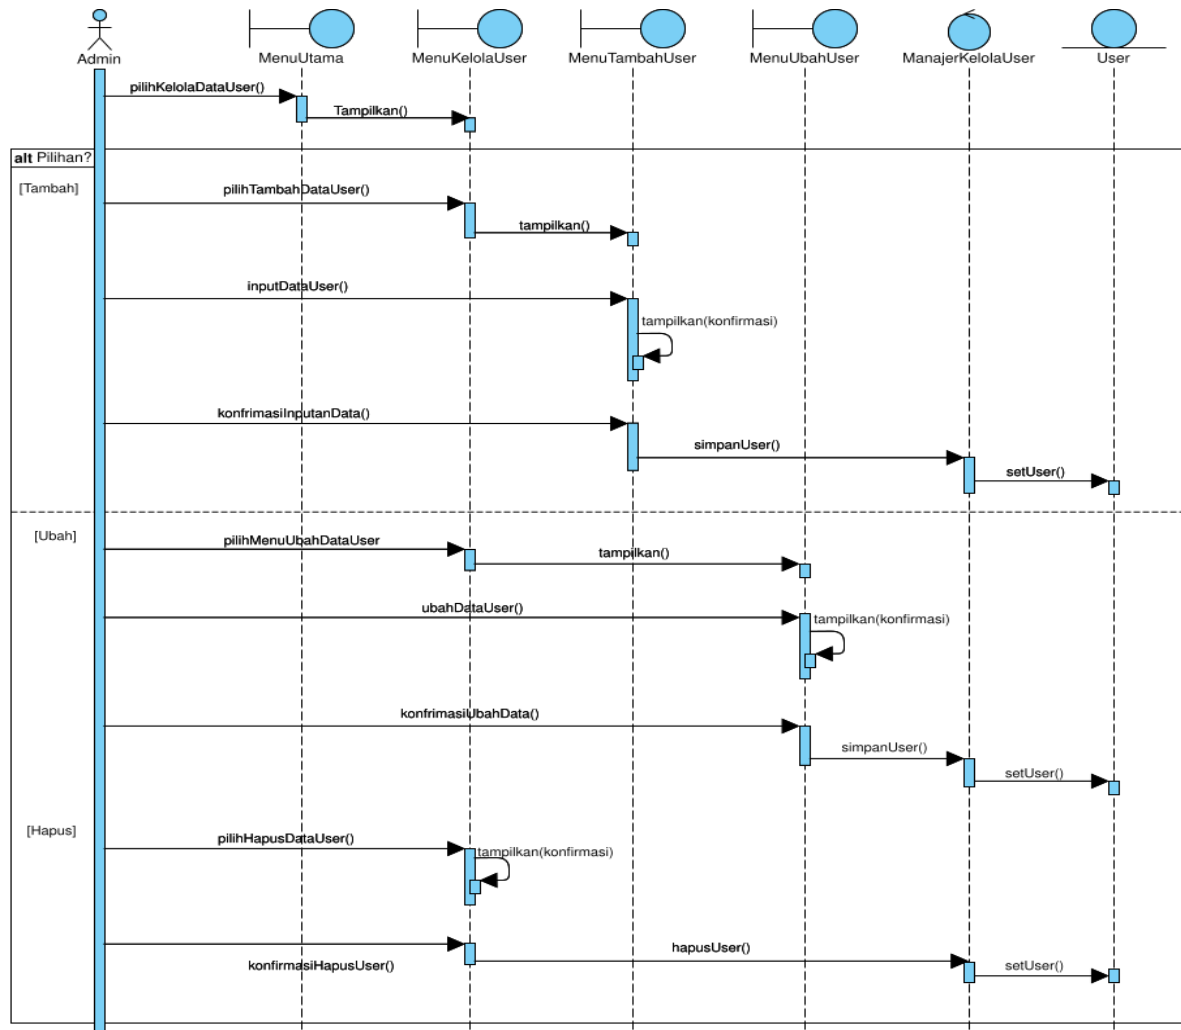 Admin
MenuUtama
MenuKelolaUser
MenuTambahUser
MenuUbahUser
ManajerKelolaUser
User
pilihKelolaDataUser()
Tampilkan()
alt Pilihan?
[Tambah]
pilihTambahDataUser()
tampilkan()
inputDataUser()
tampilkan(konfirmasi)
konfrimasiInputanData()
simpanUser()
setUser()
[Ubah]
pilihMenuUbahDataUser
tampilkan()
ubahDataUser()
tampilkan(konfirmasi)
konfrimasiUbahData()
simpanUser()
setUser()
[Hapus]
pilihHapusDataUser()
tampilkan(konfirmasi)
hapusUser()
konfirmasiHapusUser()
setUser()